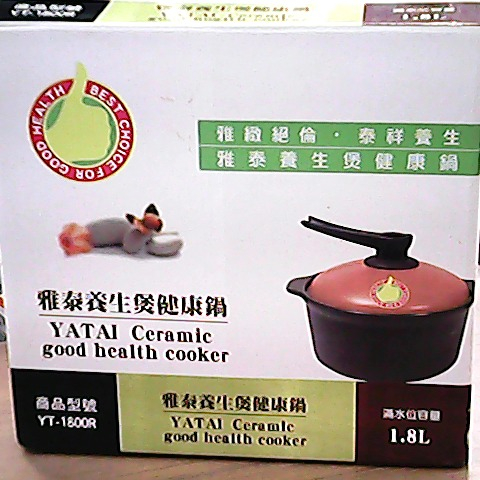 YT-1800R
BEST CHOICE FOR GOOD HEALTH
雅緻絕倫·泰祥養生
雅泰養生煲健康鍋
雅泰養生煲健康鍋
YATAI Ceramic
good health cooker
商品型號
YT-1800R
雅泰養生煲健康鍋
YATAI Ceramic
good health cooker
滿水位容量
1.8L